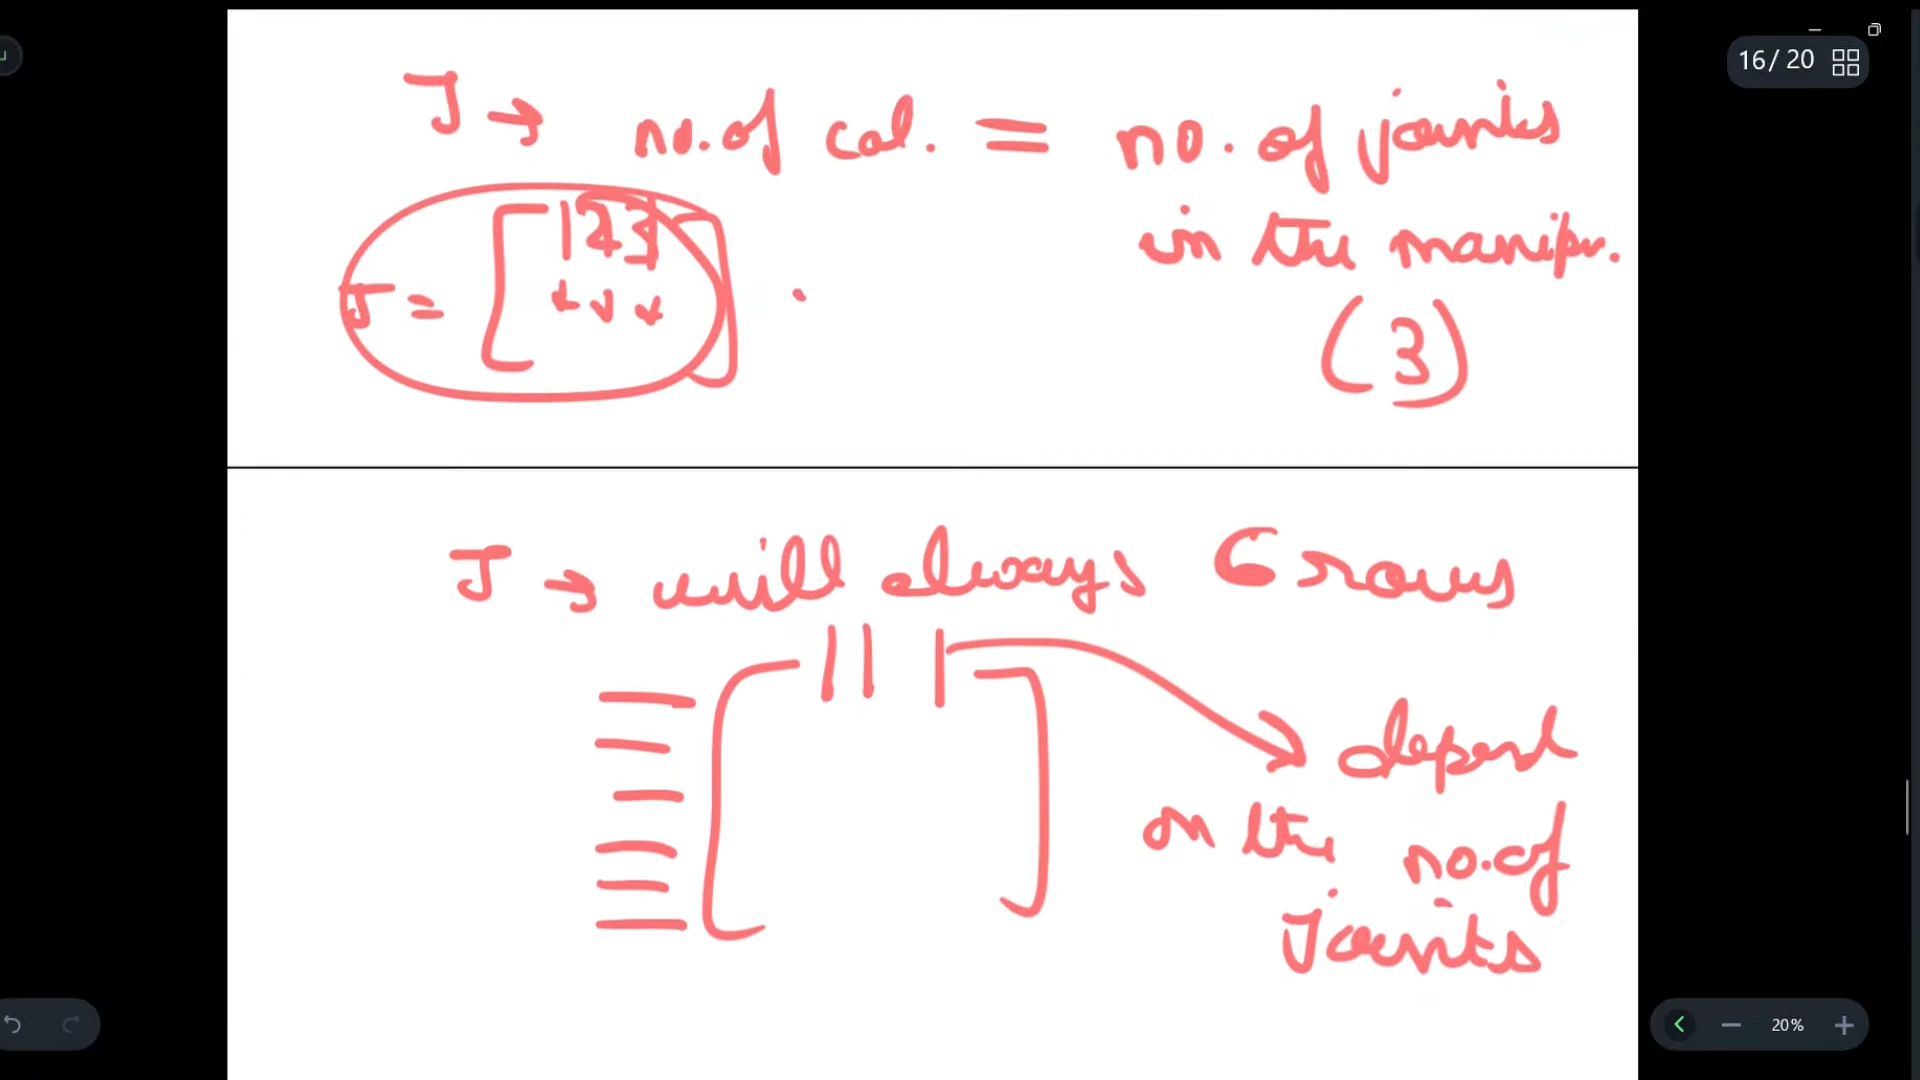 16/ 20
J → no. of col. = no. of joints
in the manipu.
J = [ 1 2 3 ]
(3)
J → will always 6 rows
depend
on the no. of
joints
20%